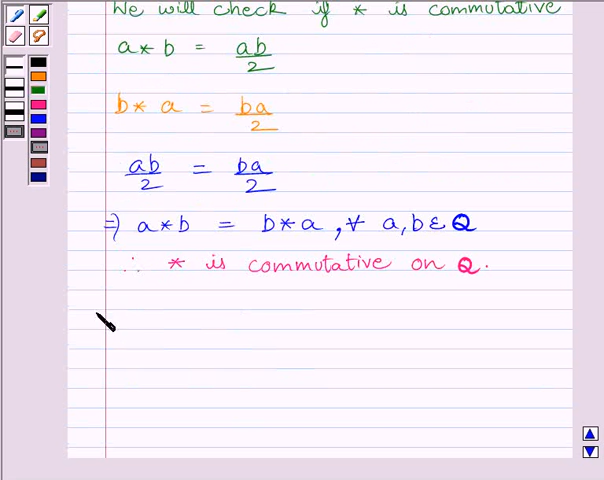 We will check if * is commutative
a * b = ab/2
b * a = ba/2
ab/2 = ba/2
⇒ a * b = b * a , ∀ a, b ε Q
∴ * is commutative on Q.